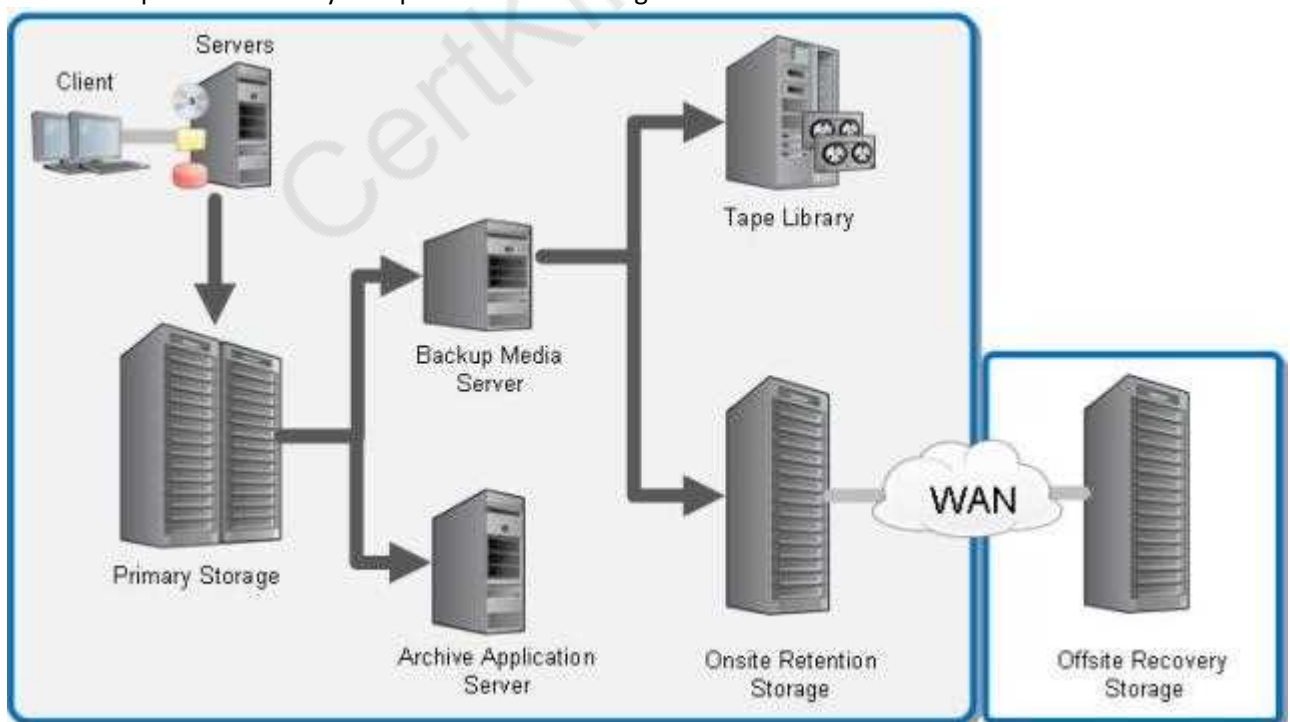 Servers
Client
Tape Library
Backup Media
Server
WAN
Primary Storage
Archive Application
Server
Onsite Retention
Storage
Offsite Recovery
Storage